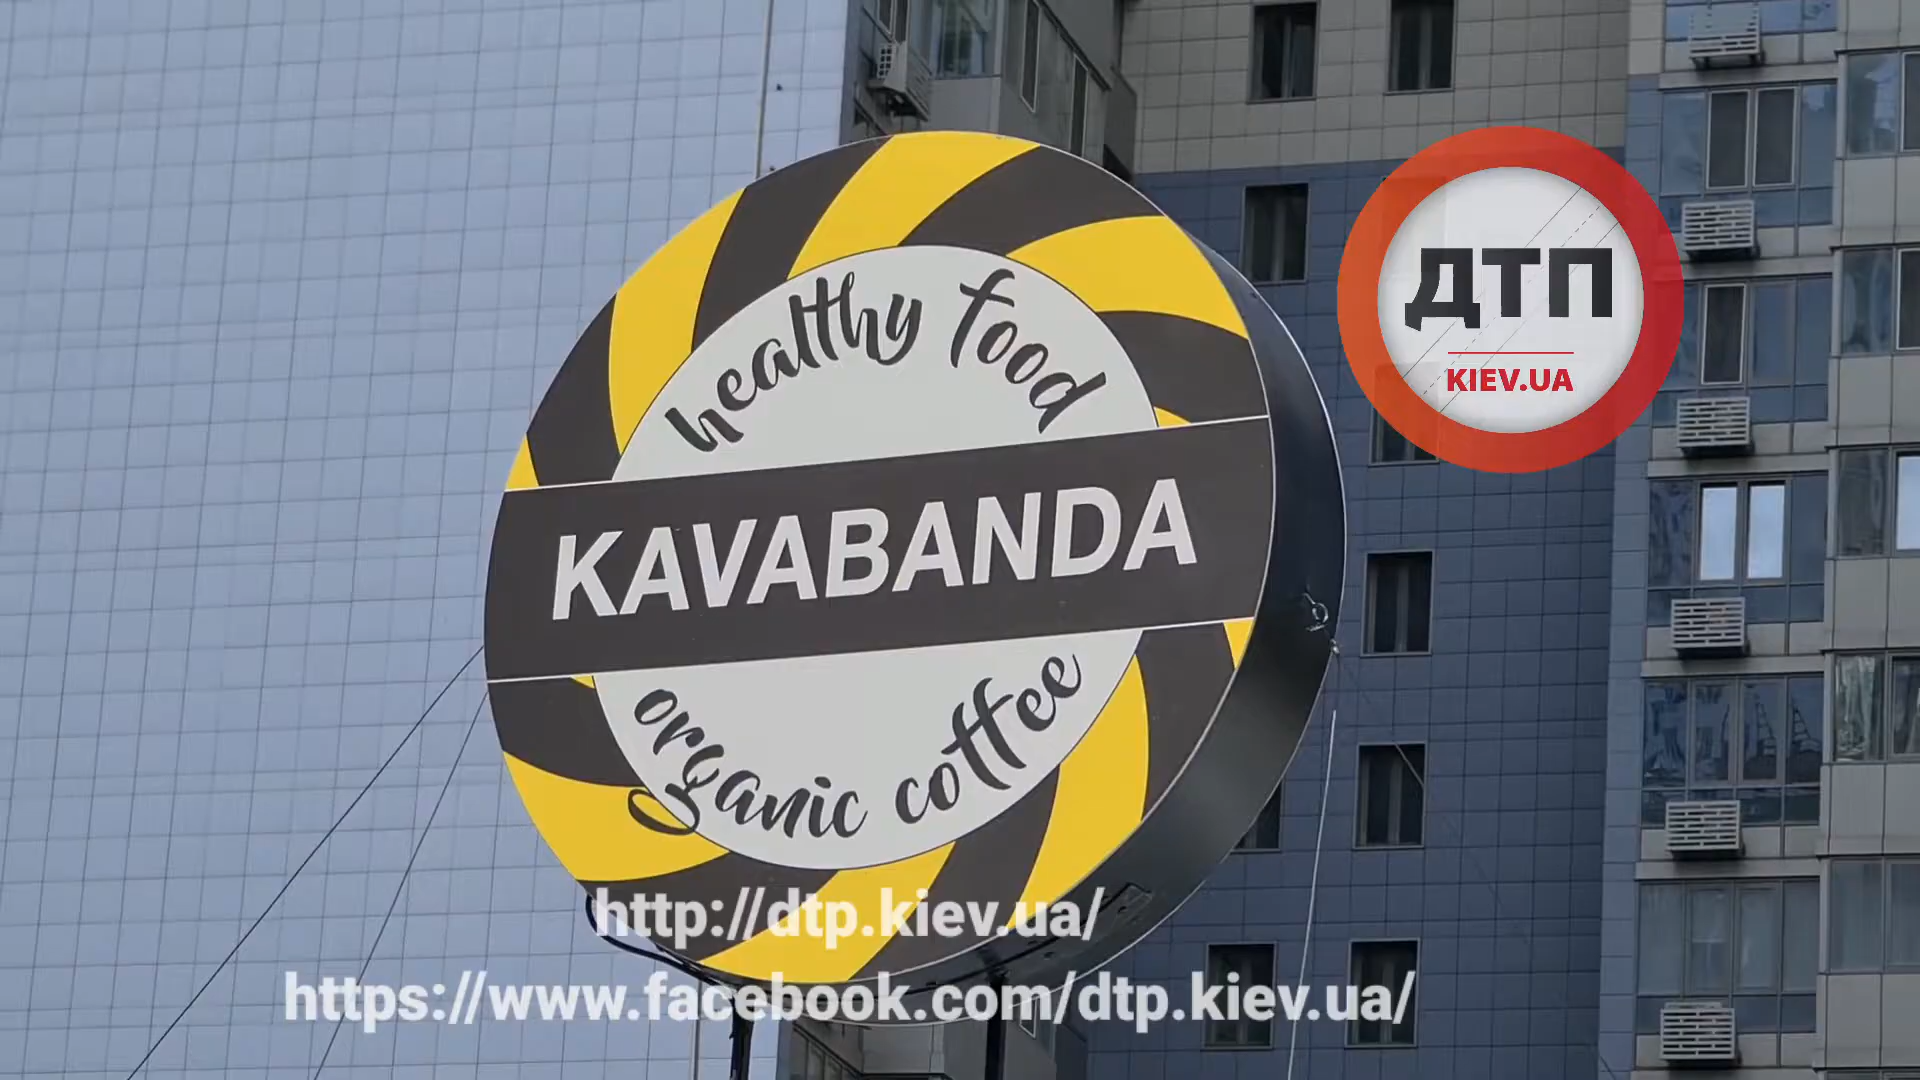 healthy food
KAVABANDA
organic coffee
ДТП
KIEV.UA
http://dtp.kiev.ua/
https://www.facebook.com/dtp.kiev.ua/